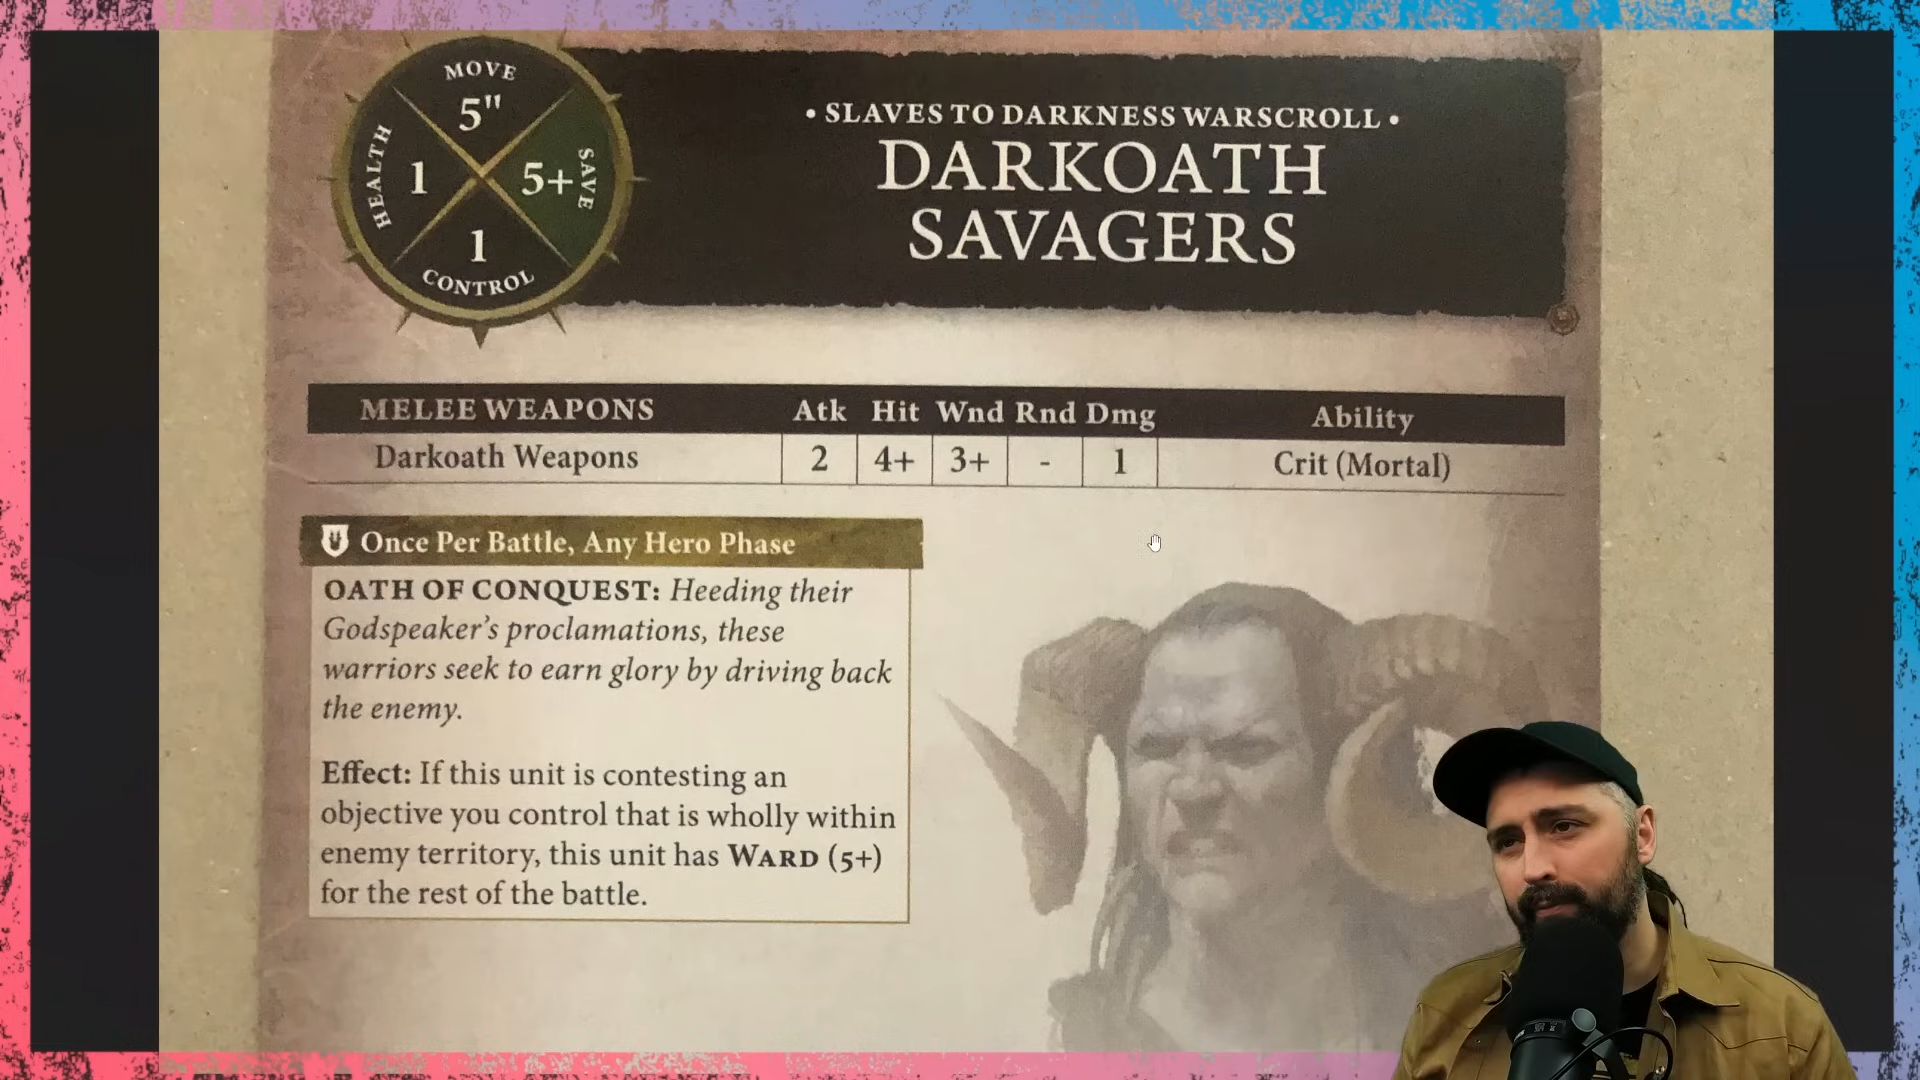 MOVE
5"
HEALTH
1
5+
SAVE
1
CONTROL
• SLAVES TO DARKNESS WARSCROLL •
DARKOATH
SAVAGERS
MELEE WEAPONS Atk Hit Wnd Rnd Dmg Ability
Darkoath Weapons 2 4+ 3+ - 1 Crit (Mortal)
Once Per Battle, Any Hero Phase
OATH OF CONQUEST: Heeding their
Godspeaker's proclamations, these
warriors seek to earn glory by driving back
the enemy.
Effect: If this unit is contesting an
objective you control that is wholly within
enemy territory, this unit has WARD (5+)
for the rest of the battle.